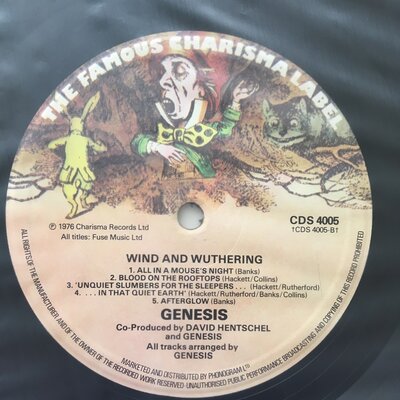 THE FAMOUS CHARISMA LABEL
℗ 1976 Charisma Records Ltd
All titles: Fuse Music Ltd
CDS 4005
↑CDS 4005-B↑
WIND AND WUTHERING
1. ALL IN A MOUSE'S NIGHT (Banks)
2. BLOOD ON THE ROOFTOPS (Hackett/Collins)
3. 'UNQUIET SLUMBERS FOR THE SLEEPERS . . . (Hackett/Rutherford)
4. . . . IN THAT QUIET EARTH' (Hackett/Rutherford/Banks/Collins)
5. AFTERGLOW (Banks)
GENESIS
Co-Produced by DAVID HENTSCHEL
and GENESIS
All tracks arranged by
GENESIS
MARKETED AND DISTRIBUTED BY PHONOGRAM LTD
ALL RIGHTS OF THE MANUFACTURER AND OF THE OWNER OF THE RECORDED WORK RESERVED·UNAUTHORISED PUBLIC PERFORMANCE BROADCASTING AND COPYING OF THIS RECORD PROHIBITED